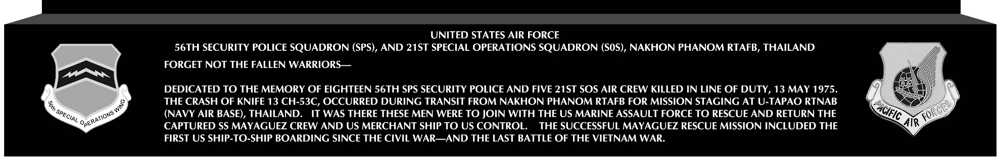 UNITED STATES AIR FORCE
56TH SECURITY POLICE SQUADRON (SPS), AND 21ST SPECIAL OPERATIONS SQUADRON (S0S), NAKHON PHANOM RTAFB, THAILAND
FORGET NOT THE FALLEN WARRIORS—
DEDICATED TO THE MEMORY OF EIGHTEEN 56TH SPS SECURITY POLICE AND FIVE 21ST SOS AIR CREW KILLED IN LINE OF DUTY, 13 MAY 1975.
THE CRASH OF KNIFE 13 CH-53C, OCCURRED DURING TRANSIT FROM NAKHON PHANOM RTAFB FOR MISSION STAGING AT U-TAPAO RTNAB
(NAVY AIR BASE), THAILAND. IT WAS THERE THESE MEN WERE TO JOIN WITH THE US MARINE ASSAULT FORCE TO RESCUE AND RETURN THE
CAPTURED SS MAYAGUEZ CREW AND US MERCHANT SHIP TO US CONTROL. THE SUCCESSFUL MAYAGUEZ RESCUE MISSION INCLUDED THE
FIRST US SHIP-TO-SHIP BOARDING SINCE THE CIVIL WAR—AND THE LAST BATTLE OF THE VIETNAM WAR.
56th SPECIAL OPERATIONS WING
PACIFIC AIR FORCES